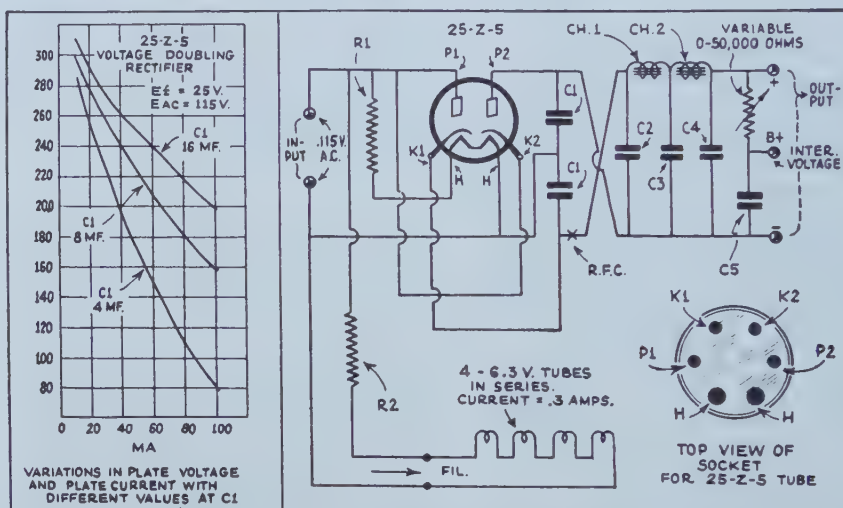 25-Z-5
VOLTAGE DOUBLING
RECTIFIER
Ef = 25 V.
EAC = 115 V.
300
280
260
240
220
200
180
160
140
120
100
80
C1
16 MF.
C1
8 MF.
C1
4 MF.
20 40 60 80 100
MA
VARIATIONS IN PLATE VOLTAGE
AND PLATE CURRENT WITH
DIFFERENT VALUES AT C1
R1
25-Z-5
P1 P2
CH.1 CH.2
VARIABLE
0-50,000 OHMS
IN-
PUT
115V.
A.C.
K1 H H K2
C1
C1
C2
C3
C4
C5
+
B+
-
OUT-
PUT
INTER.
VOLTAGE
R.F.C.
R2
4 - 6.3 V. TUBES
IN SERIES.
CURRENT = .3 AMPS.
FIL.
K1 K2
P1 P2
H H
TOP VIEW OF
SOCKET
FOR 25-Z-5 TUBE